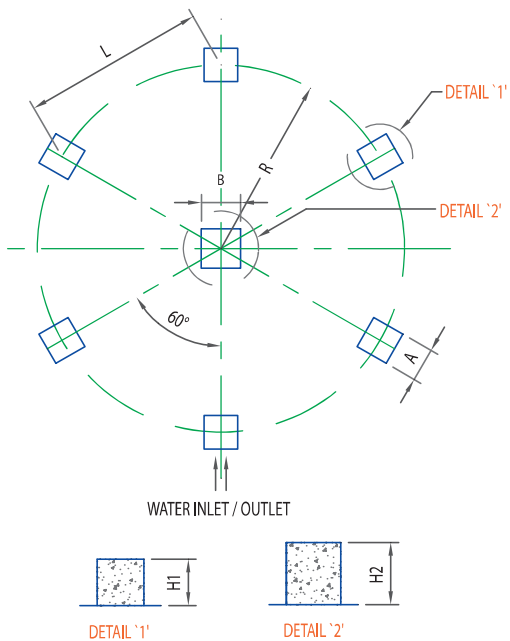 L
DETAIL `1'
R
B
DETAIL `2'
60°
A
WATER INLET / OUTLET
H1
H2
DETAIL `1'
DETAIL `2'